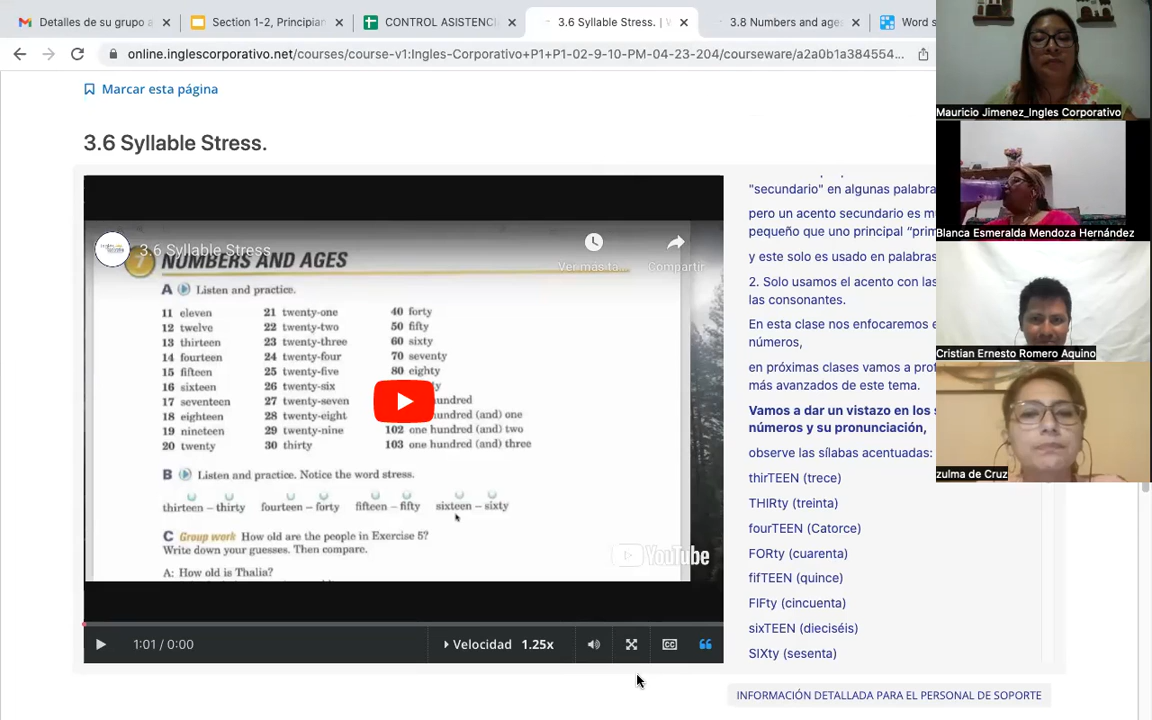 Detalles de su grupo a
Section 1-2, Principian
CONTROL ASISTENCI
3.6 Syllable Stress. |
3.8 Numbers and age
Word s
online.inglescorporativo.net/courses/course-v1:Ingles-Corporativo+P1+P1-02-9-10-PM-04-23-204/courseware/a2a0b1a384554...
Marcar esta página
3.6 Syllable Stress.
3.6 Syllable Stress
Ver más ta...
Compartir
7 NUMBERS AND AGES
A Listen and practice.
11 eleven 21 twenty-one 40 forty
12 twelve 22 twenty-two 50 fifty
13 thirteen 23 twenty-three 60 sixty
14 fourteen 24 twenty-four 70 seventy
15 fifteen 25 twenty-five 80 eighty
16 sixteen 26 twenty-six
17 seventeen 27 twenty-seven
18 eighteen 28 twenty-eight (and) one
19 nineteen 29 twenty-nine 102 one hundred (and) two
20 twenty 30 thirty 103 one hundred (and) three
B Listen and practice. Notice the word stress.
thirteen – thirty fourteen – forty fifteen – fifty sixteen – sixty
C Group work How old are the people in Exercise 5?
Write down your guesses. Then compare.
A: How old is Thalia?
YouTube
1:01 / 0:00
Velocidad 1.25x
"secundario" en algunas palabra
pero un acento secundario es m
pequeño que uno principal "prim
y este solo es usado en palabras
2. Solo usamos el acento con las
las consonantes.
En esta clase nos enfocaremos e
números,
en próximas clases vamos a prof
más avanzados de este tema.
Vamos a dar un vistazo en los s
números y su pronunciación,
observe las sílabas acentuadas:
thirTEEN (trece)
THIRty (treinta)
fourTEEN (Catorce)
FORty (cuarenta)
fifTEEN (quince)
FIFty (cincuenta)
sixTEEN (dieciséis)
SIXty (sesenta)
INFORMACIÓN DETALLADA PARA EL PERSONAL DE SOPORTE
Mauricio Jimenez_Ingles Corporativo
Blanca Esmeralda Mendoza Hernández
Cristian Ernesto Romero Aquino
zulma de Cruz